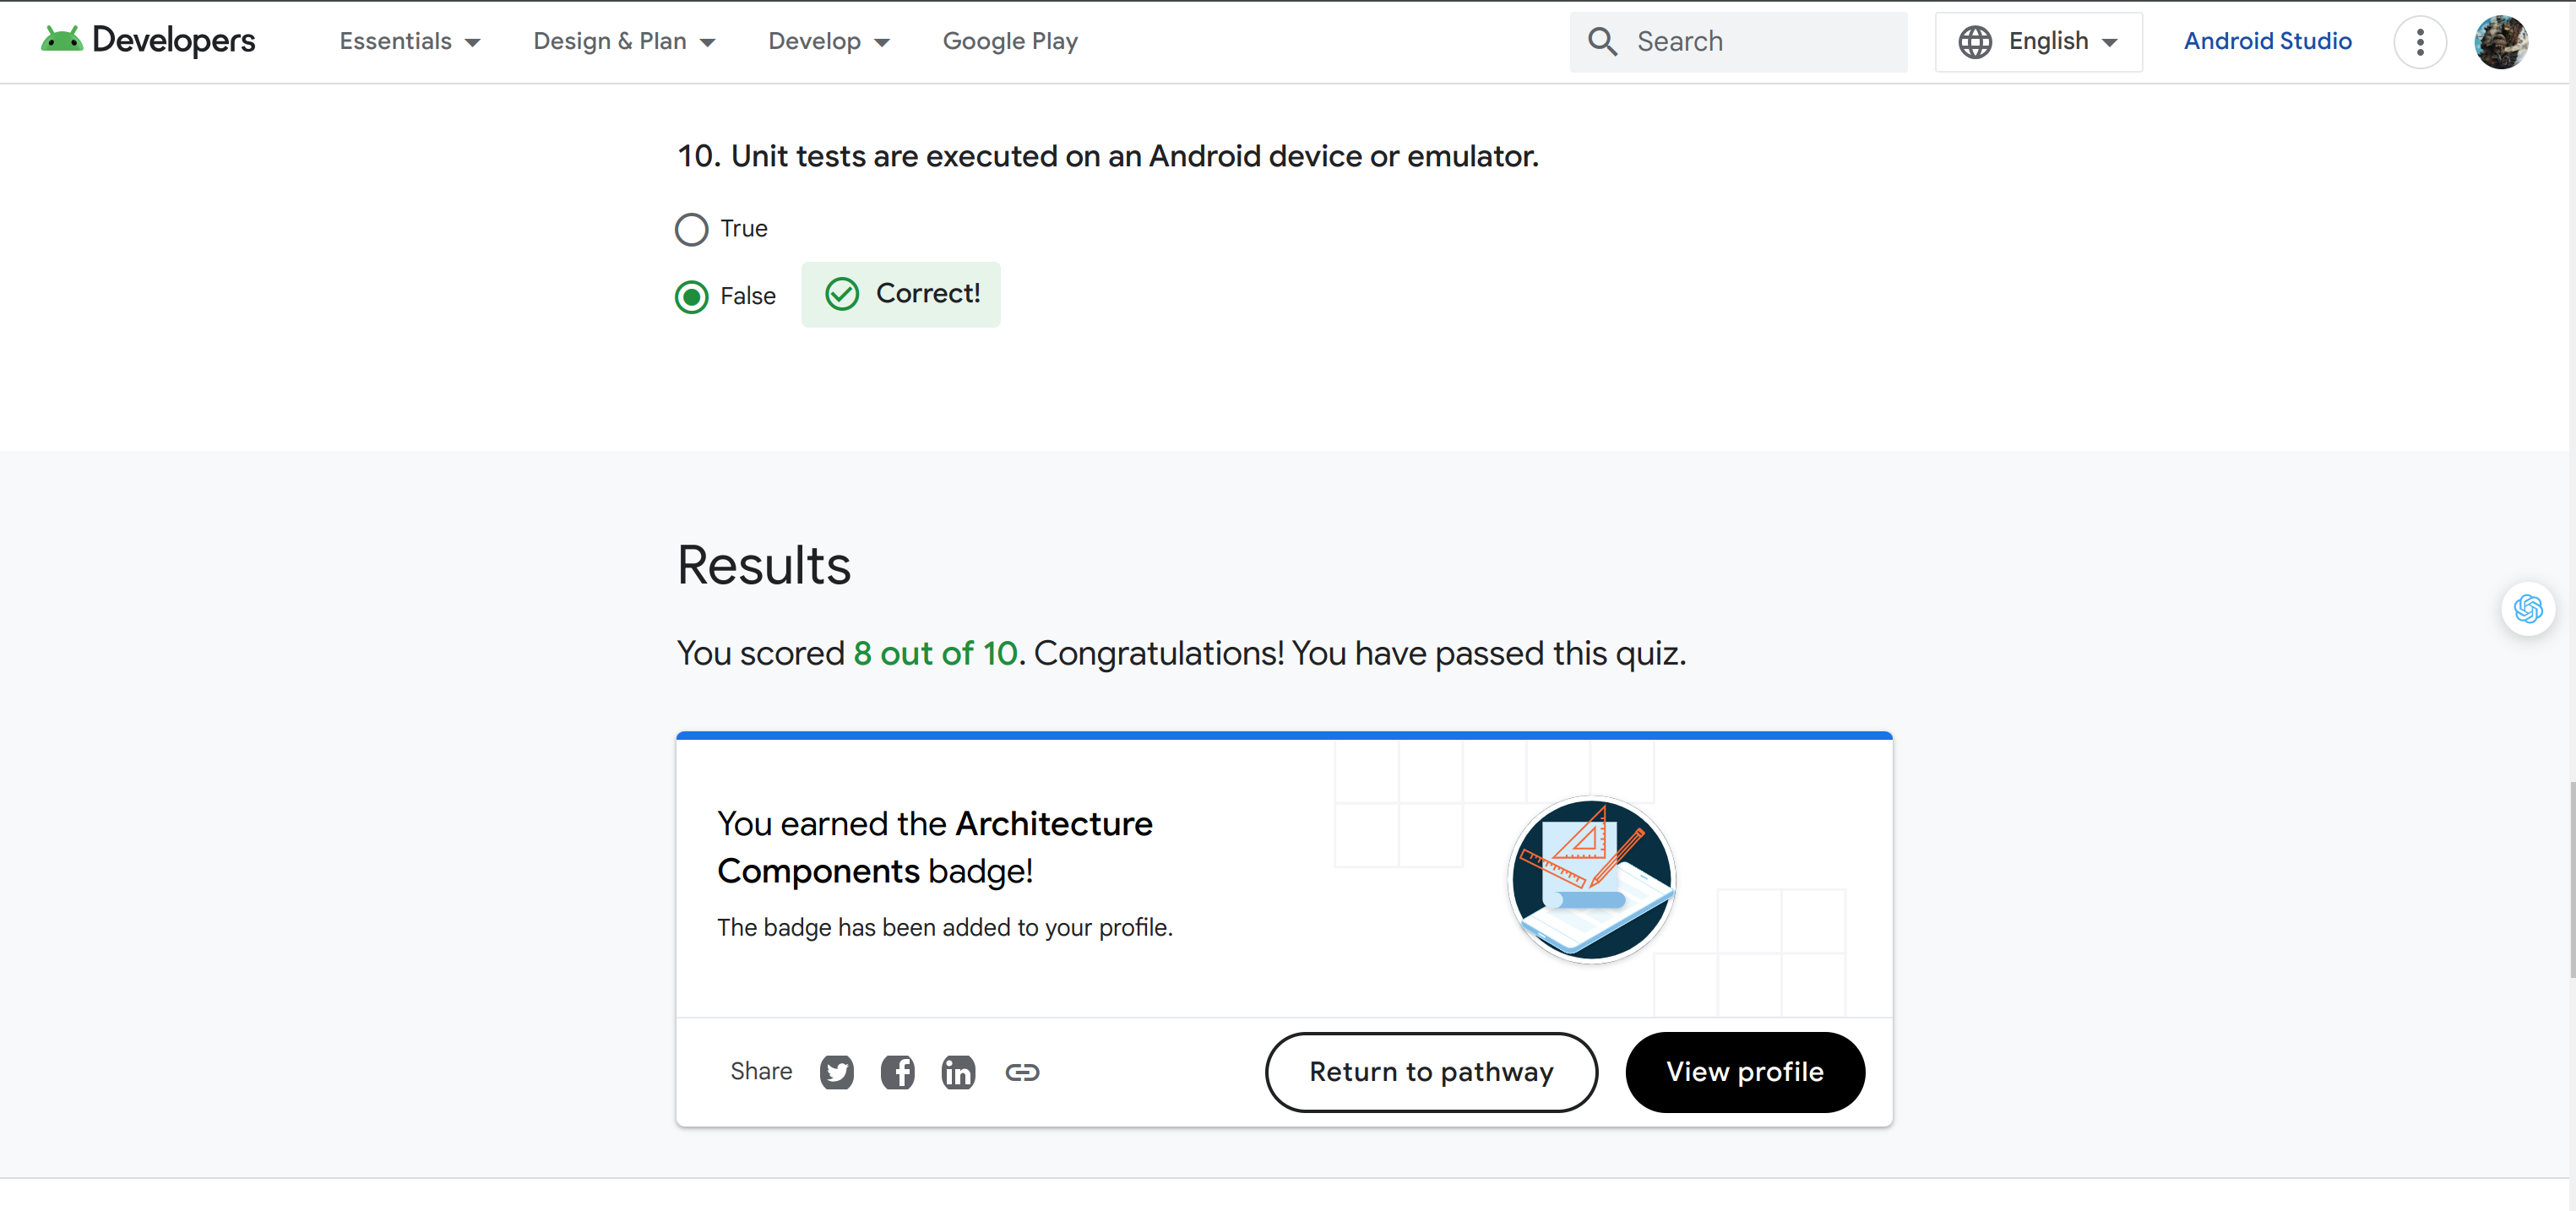 Developers
Essentials
Design & Plan
Develop
Google Play
Search
English
Android Studio
10. Unit tests are executed on an Android device or emulator.
True
False
Correct!
Results
You scored 8 out of 10. Congratulations! You have passed this quiz.
You earned the Architecture
Components badge!
The badge has been added to your profile.
Share
Return to pathway
View profile